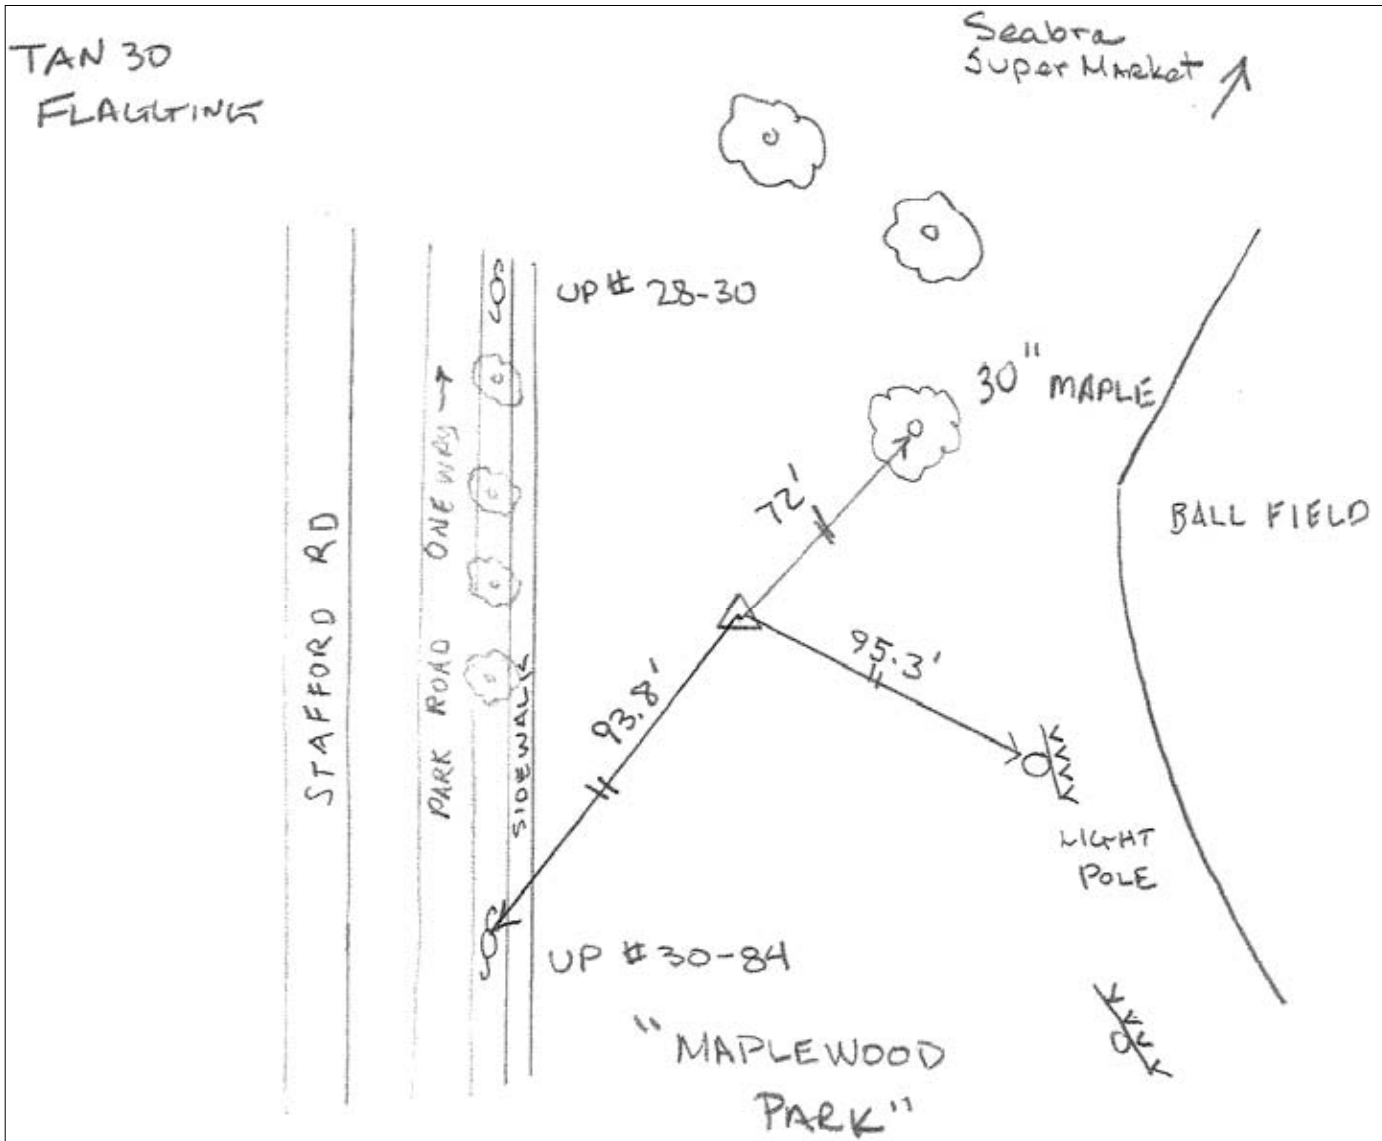 TAN 30
FLAGGING
Seabra
Super Market
UP # 28-30
30" MAPLE
72'
BALL FIELD
STAFFORD RD
PARK ROAD ONE WAY →
SIDEWALK
93.8'
95.3'
LIGHT
POLE
UP # 30-84
"MAPLEWOOD
PARK"